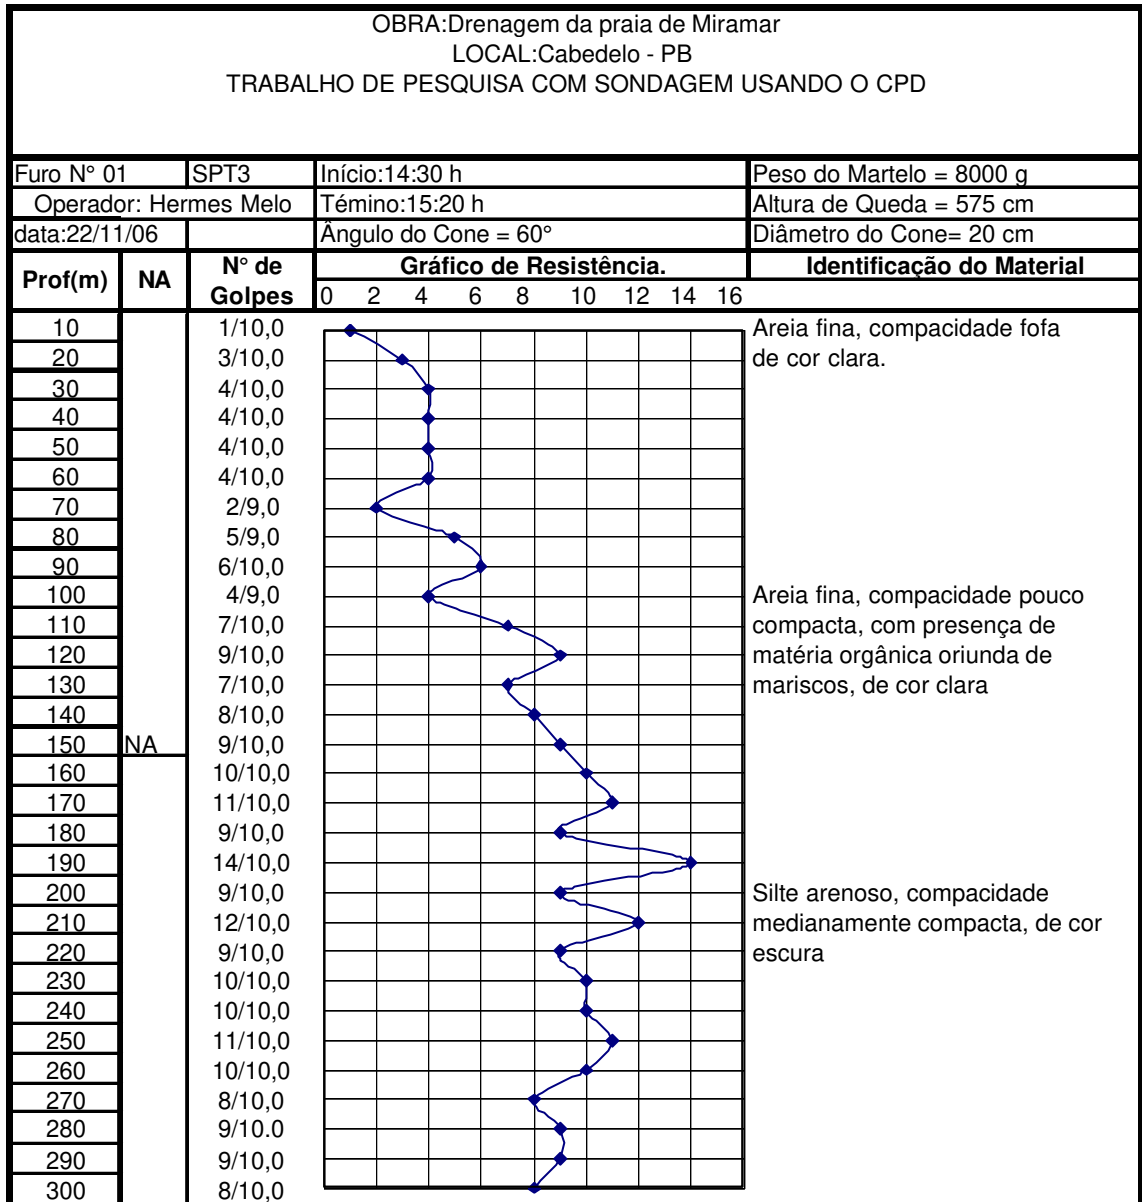 OBRA:Drenagem da praia de Miramar
LOCAL:Cabedelo - PB
TRABALHO DE PESQUISA COM SONDAGEM USANDO O CPD
Furo N° 01 SPT3 Início:14:30 h Peso do Martelo = 8000 g
Operador: Hermes Melo Témino:15:20 h Altura de Queda = 575 cm
data:22/11/06 Ângulo do Cone = 60° Diâmetro do Cone= 20 cm
Prof(m) NA N° de Golpes Gráfico de Resistência. Identificação do Material
0 2 4 6 8 10 12 14 16
10 1/10,0 Areia fina, compacidade fofa
20 3/10,0 de cor clara.
30 4/10,0
40 4/10,0
50 4/10,0
60 4/10,0
70 2/9,0
80 5/9,0
90 6/10,0
100 4/9,0 Areia fina, compacidade pouco
110 7/10,0 compacta, com presença de
120 9/10,0 matéria orgânica oriunda de
130 7/10,0 mariscos, de cor clara
140 8/10,0
150 NA 9/10,0
160 10/10,0
170 11/10,0
180 9/10,0
190 14/10,0
200 9/10,0 Silte arenoso, compacidade
210 12/10,0 medianamente compacta, de cor
220 9/10,0 escura
230 10/10,0
240 10/10,0
250 11/10,0
260 10/10,0
270 8/10,0
280 9/10.0
290 9/10,0
300 8/10,0